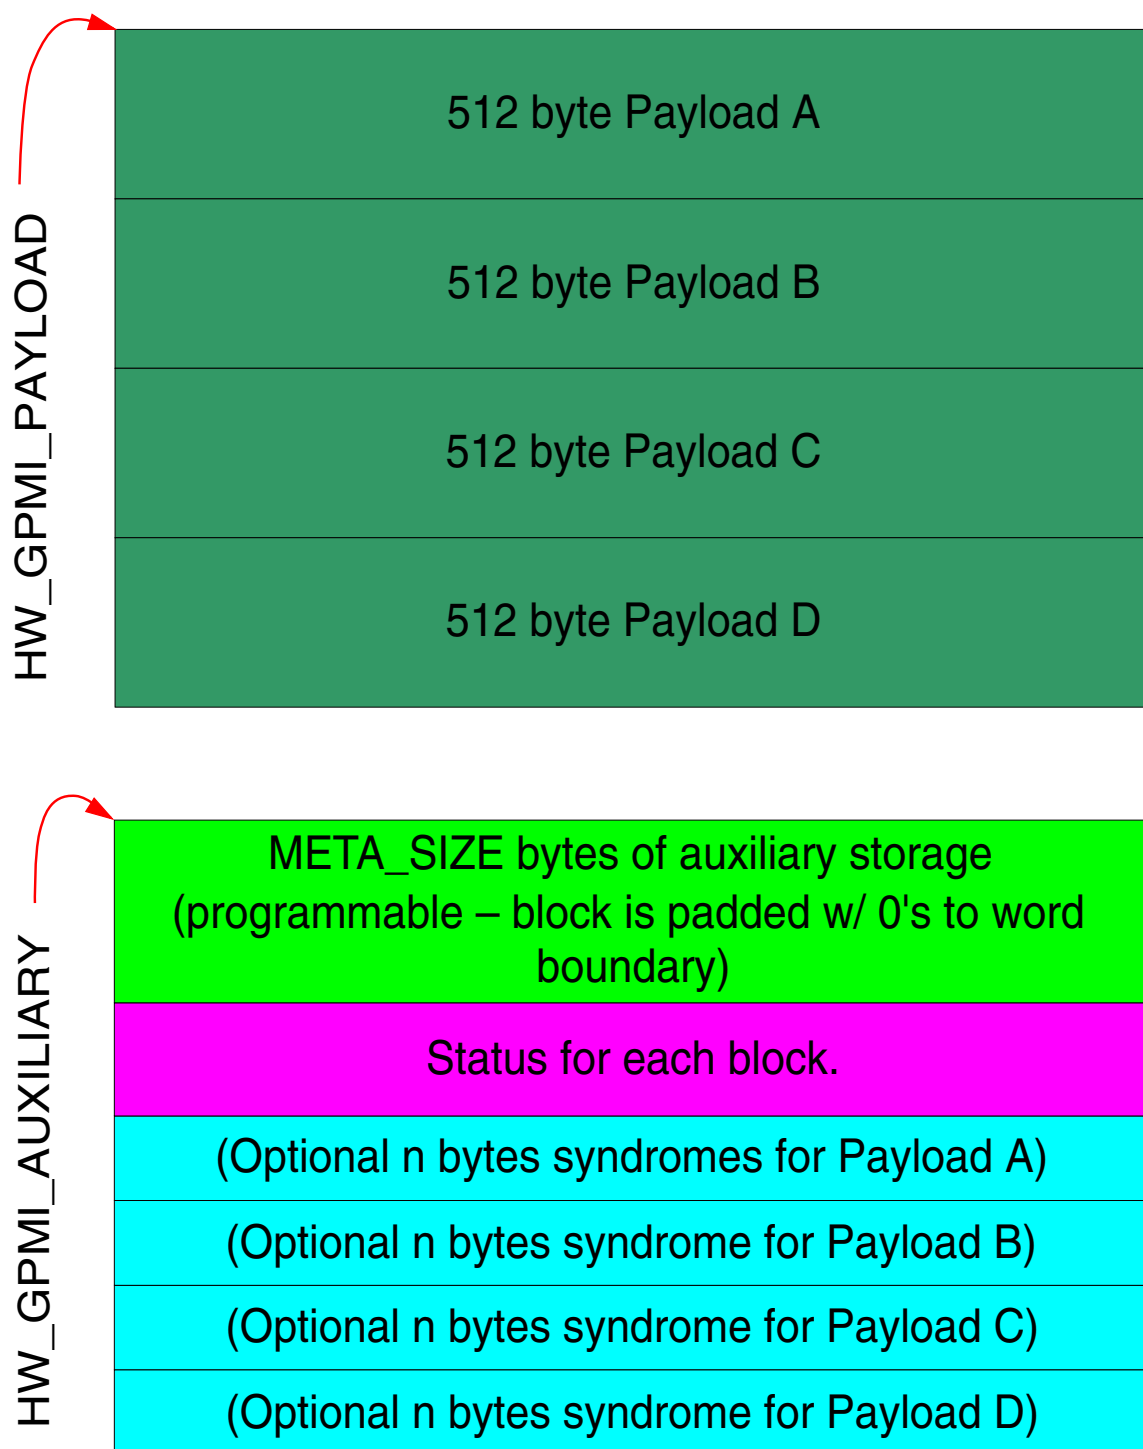 HW_GPMI_PAYLOAD
512 byte Payload A
512 byte Payload B
512 byte Payload C
512 byte Payload D
HW_GPMI_AUXILIARY
META_SIZE bytes of auxiliary storage
(programmable – block is padded w/ 0's to word
boundary)
Status for each block.
(Optional n bytes syndromes for Payload A)
(Optional n bytes syndrome for Payload B)
(Optional n bytes syndrome for Payload C)
(Optional n bytes syndrome for Payload D)